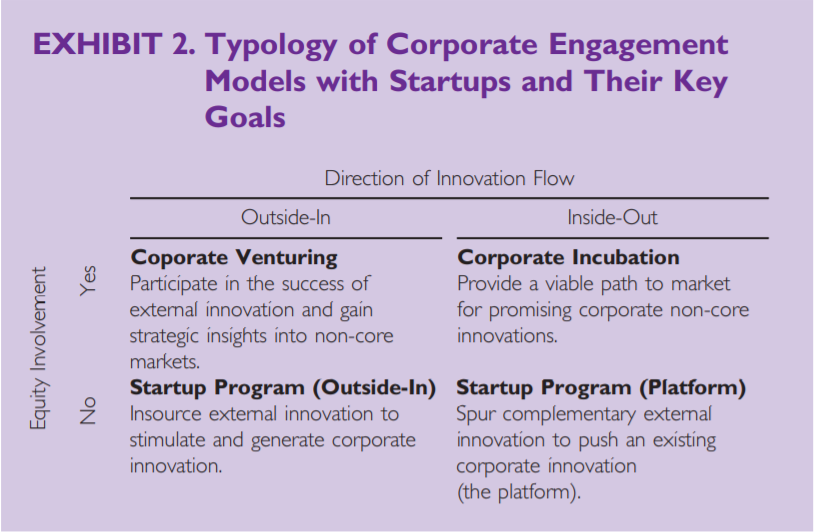 EXHIBIT 2. Typology of Corporate Engagement
Models with Startups and Their Key
Goals
Direction of Innovation Flow
Outside-In
Inside-Out
Equity Involvement
Yes
Coporate Venturing
Participate in the success of
external innovation and gain
strategic insights into non-core
markets.
Corporate Incubation
Provide a viable path to market
for promising corporate non-core
innovations.
No
Startup Program (Outside-In)
Insource external innovation to
stimulate and generate corporate
innovation.
Startup Program (Platform)
Spur complementary external
innovation to push an existing
corporate innovation
(the platform).